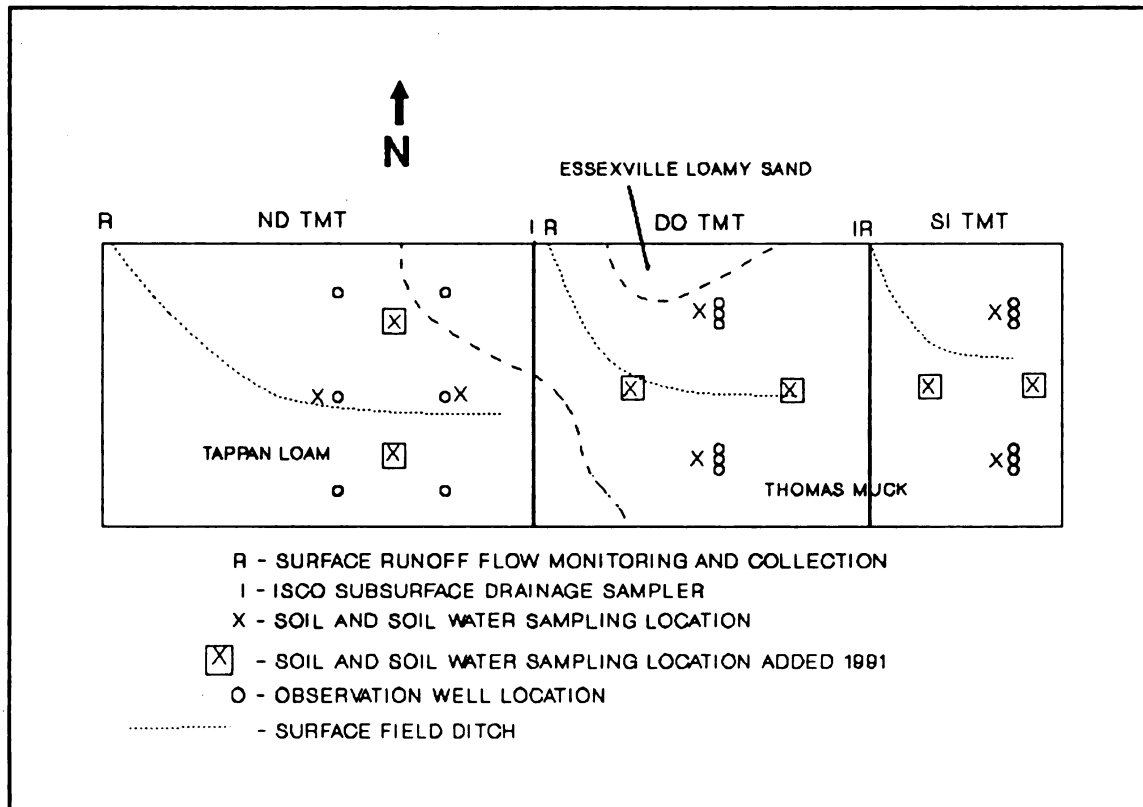 N
ESSEXVILLE LOAMY SAND
R ND TMT I R DO TMT IR SI TMT
X
X
X
X X
X X X X
TAPPAN LOAM X
X
X
THOMAS MUCK
R - SURFACE RUNOFF FLOW MONITORING AND COLLECTION
I - ISCO SUBSURFACE DRAINAGE SAMPLER
X - SOIL AND SOIL WATER SAMPLING LOCATION
X - SOIL AND SOIL WATER SAMPLING LOCATION ADDED 1991
O - OBSERVATION WELL LOCATION
- SURFACE FIELD DITCH